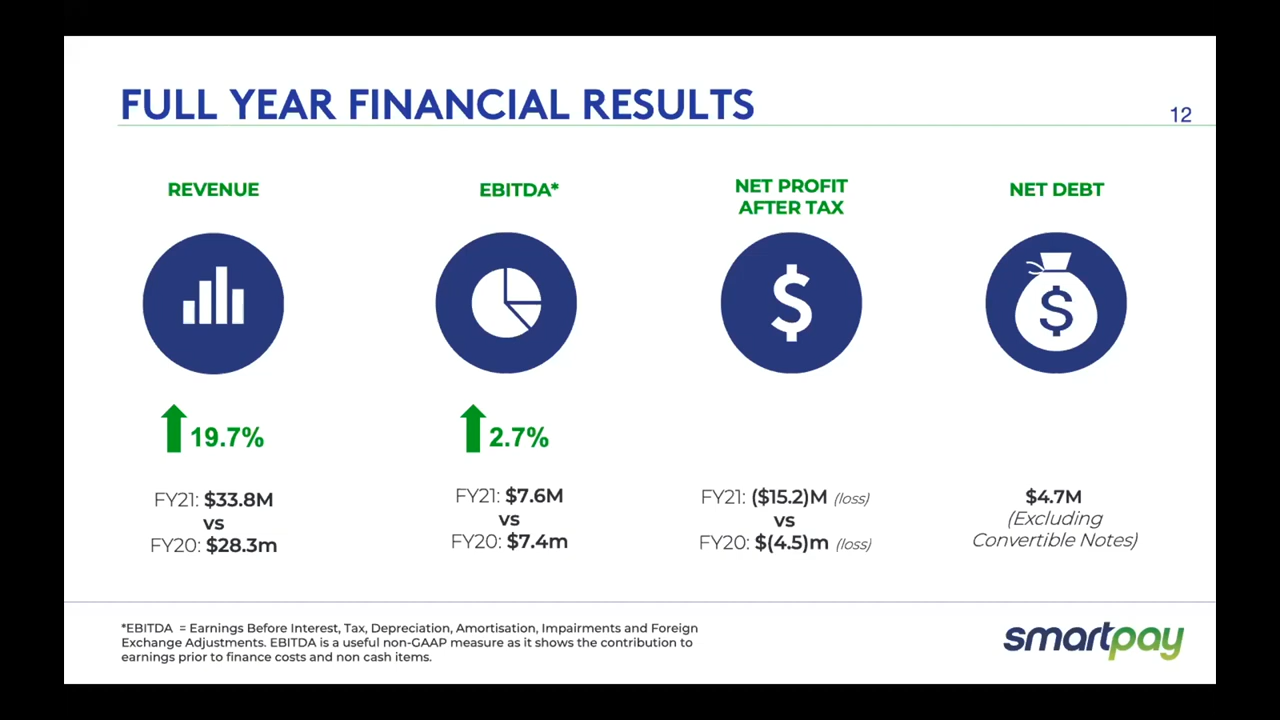 FULL YEAR FINANCIAL RESULTS
12
REVENUE
19.7%
FY21: $33.8M
vs
FY20: $28.3m
EBITDA*
2.7%
FY21: $7.6M
vs
FY20: $7.4m
NET PROFIT
AFTER TAX
$
FY21: ($15.2)M (loss)
vs
FY20: $(4.5)m (loss)
NET DEBT
$
$4.7M
(Excluding
Convertible Notes)
*EBITDA = Earnings Before Interest, Tax, Depreciation, Amortisation, Impairments and Foreign
Exchange Adjustments. EBITDA is a useful non-GAAP measure as it shows the contribution to
earnings prior to finance costs and non cash items.
smartpay